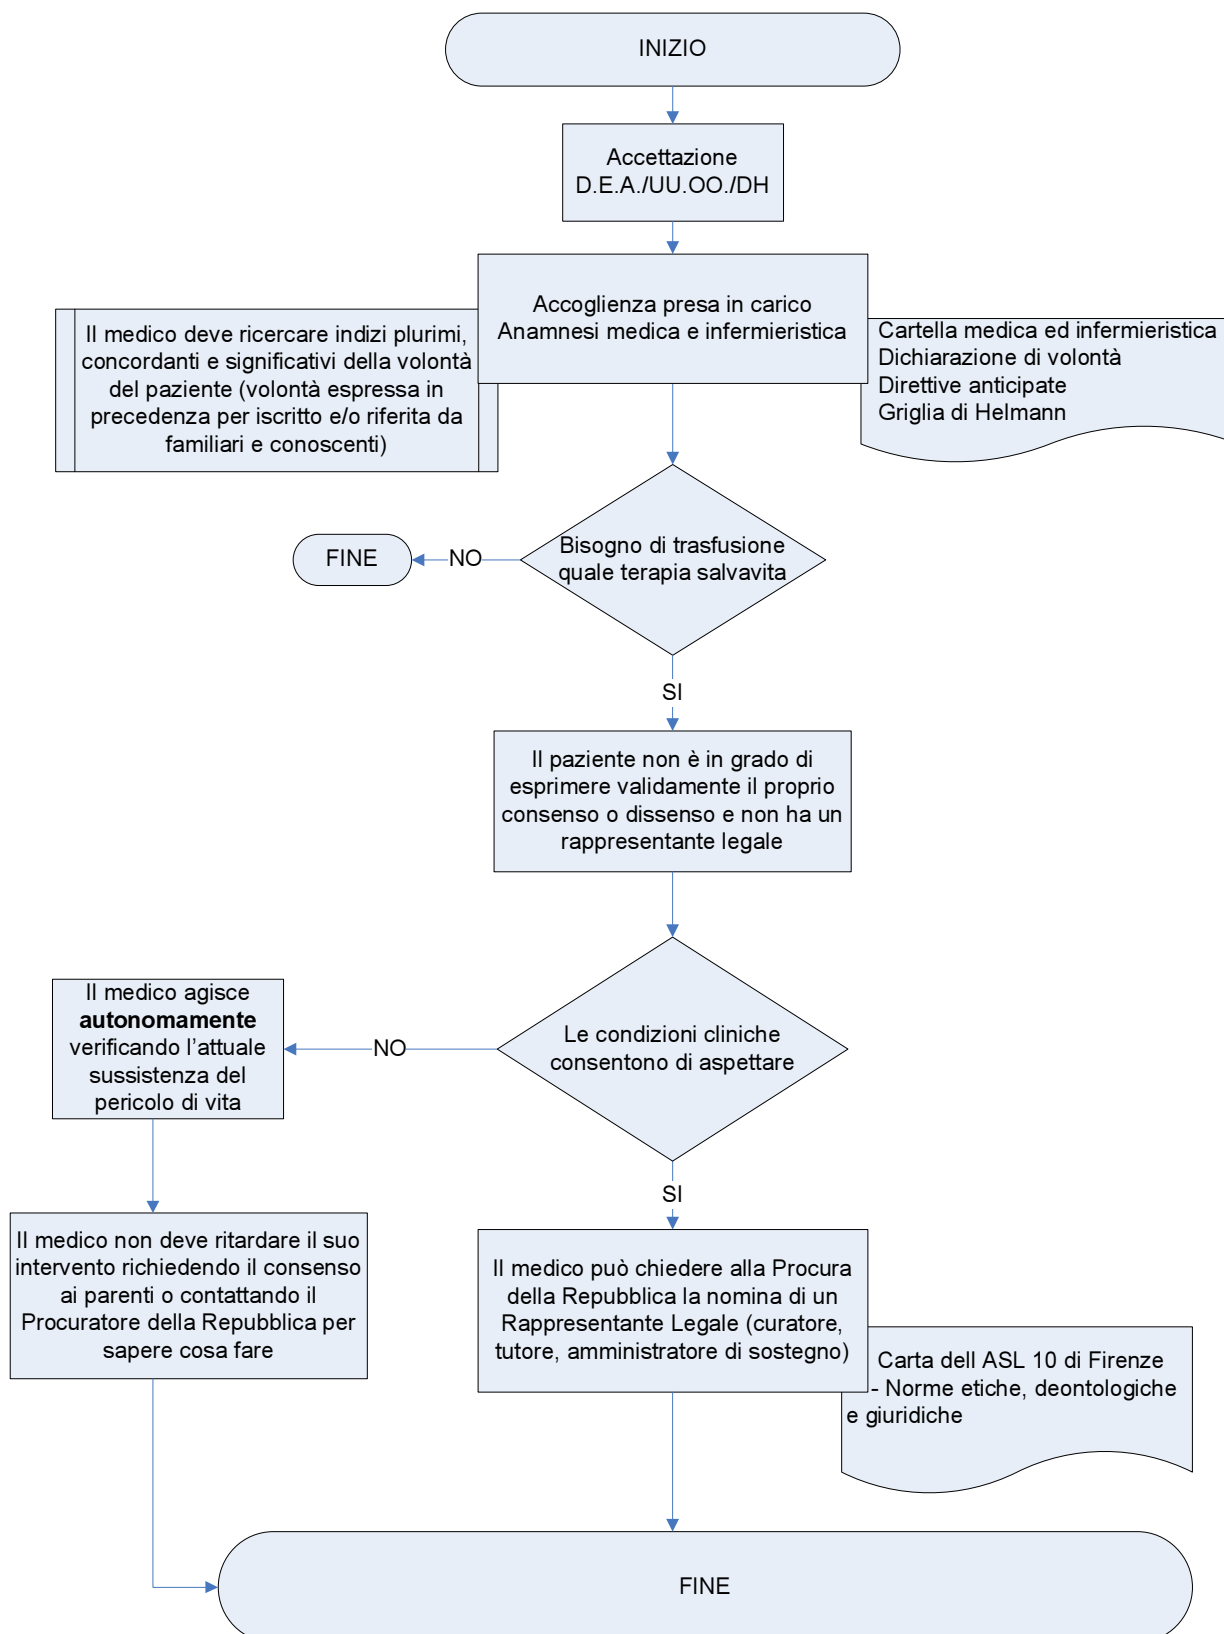 INIZIO
Accettazione
D.E.A./UU.OO./DH
Accoglienza presa in carico
Anamnesi medica e infermieristica
Il medico deve ricercare indizi plurimi,
concordanti e significativi della volontà
del paziente (volontà espressa in
precedenza per iscritto e/o riferita da
familiari e conoscenti)
Cartella medica ed infermieristica
Dichiarazione di volontà
Direttive anticipate
Griglia di Helmann
Bisogno di trasfusione
quale terapia salvavita
NO
FINE
SI
Il paziente non è in grado di
esprimere validamente il proprio
consenso o dissenso e non ha un
rappresentante legale
Le condizioni cliniche
consentono di aspettare
NO
Il medico agisce
autonomamente
verificando l'attuale
sussistenza del
pericolo di vita
SI
Il medico non deve ritardare il suo
intervento richiedendo il consenso
ai parenti o contattando il
Procuratore della Repubblica per
sapere cosa fare
Il medico può chiedere alla Procura
della Repubblica la nomina di un
Rappresentante Legale (curatore,
tutore, amministratore di sostegno)
Carta dell ASL 10 di Firenze
- Norme etiche, deontologiche
e giuridiche
FINE